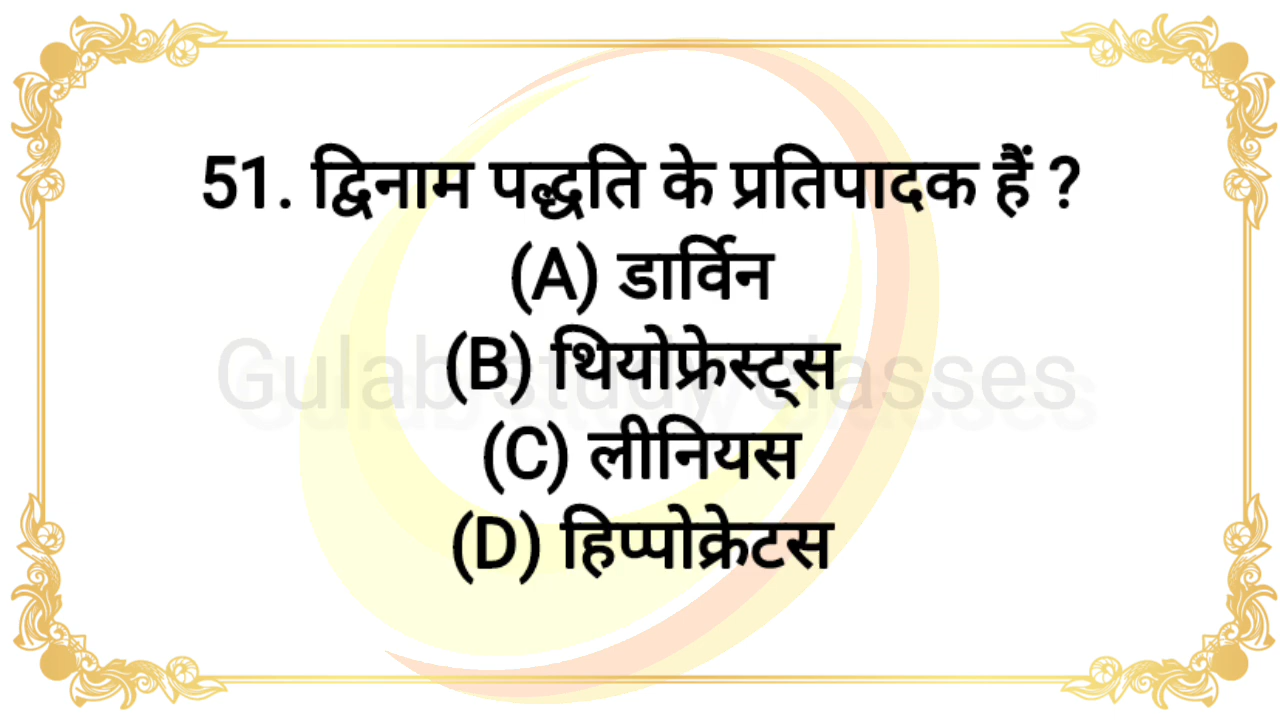 51. द्विनाम पद्धति के प्रतिपादक हैं ?
(A) डार्विन
(B) थियोफ्रेस्ट्स
Gulab study classes
(C) लीनियस
(D) हिप्पोक्रेटस